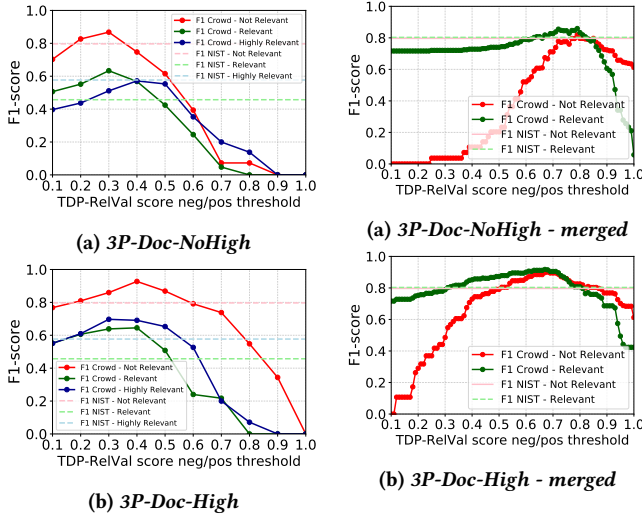 1.0
0.8
0.6
0.4
0.2
0.0
F1-score
F1 Crowd - Not Relevant
F1 Crowd - Relevant
F1 Crowd - Highly Relevant
F1 NIST - Not Relevant
F1 NIST - Relevant
F1 NIST - Highly Relevant
0.1 0.2 0.3 0.4 0.5 0.6 0.7 0.8 0.9 1.0
TDP-RelVal score neg/pos threshold
(a) 3P-Doc-NoHigh
1.0
0.8
0.6
0.4
0.2
0.0
F1-score
F1 Crowd - Not Relevant
F1 Crowd - Relevant
F1 NIST - Not Relevant
F1 NIST - Relevant
0.1 0.2 0.3 0.4 0.5 0.6 0.7 0.8 0.9 1.0
TDP-RelVal score neg/pos threshold
(a) 3P-Doc-NoHigh - merged
1.0
0.8
0.6
0.4
0.2
0.0
F1-score
F1 Crowd - Not Relevant
F1 Crowd - Relevant
F1 Crowd - Highly Relevant
F1 NIST - Not Relevant
F1 NIST - Relevant
F1 NIST - Highly Relevant
0.1 0.2 0.3 0.4 0.5 0.6 0.7 0.8 0.9 1.0
TDP-RelVal score neg/pos threshold
(b) 3P-Doc-High
1.0
0.8
0.6
0.4
0.2
0.0
F1-score
F1 Crowd - Not Relevant
F1 Crowd - Relevant
F1 NIST - Not Relevant
F1 NIST - Relevant
0.1 0.2 0.3 0.4 0.5 0.6 0.7 0.8 0.9 1.0
TDP-RelVal score neg/pos threshold
(b) 3P-Doc-High - merged